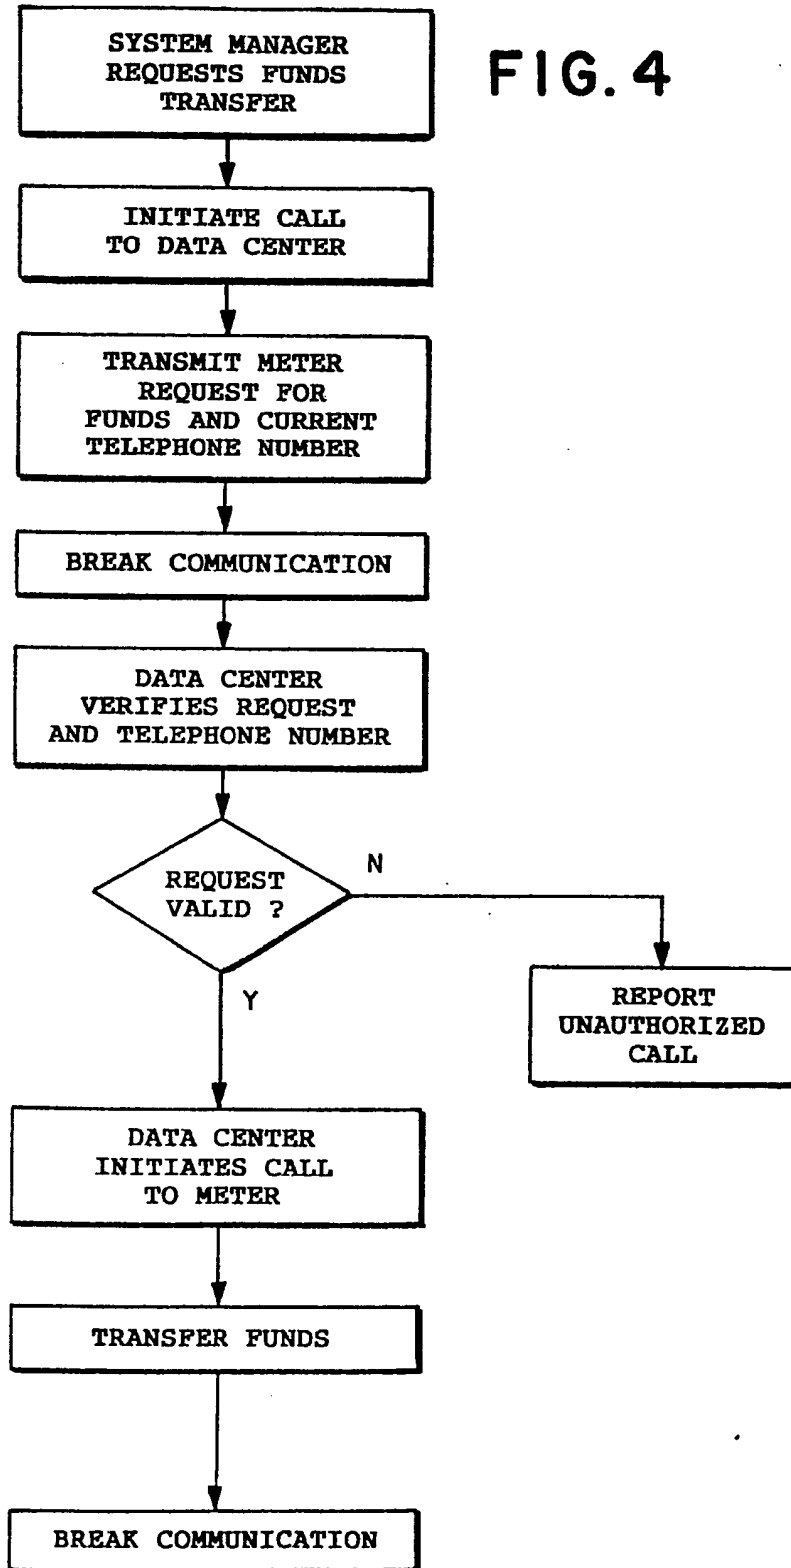 FIG. 4
SYSTEM MANAGER
REQUESTS FUNDS
TRANSFER
INITIATE CALL
TO DATA CENTER
TRANSMIT METER
REQUEST FOR
FUNDS AND CURRENT
TELEPHONE NUMBER
BREAK COMMUNICATION
DATA CENTER
VERIFIES REQUEST
AND TELEPHONE NUMBER
REQUEST
VALID ?
N
Y
REPORT
UNAUTHORIZED
CALL
DATA CENTER
INITIATES CALL
TO METER
TRANSFER FUNDS
BREAK COMMUNICATION